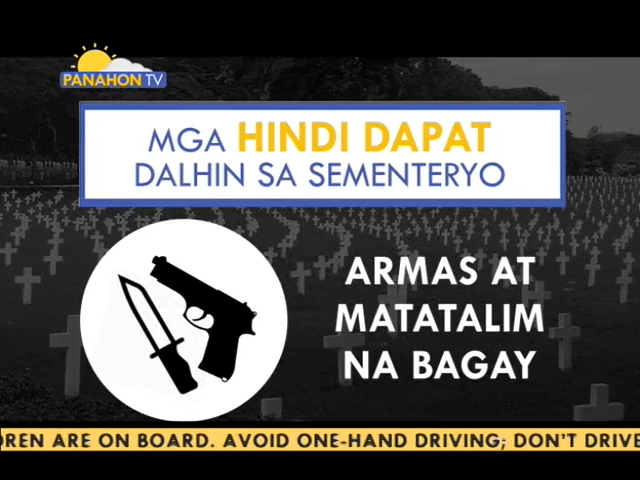 PANAHON TV
MGA HINDI DAPAT
DALHIN SA SEMENTERYO
ARMAS AT
MATATALIM
NA BAGAY
ARE ON BOARD. AVOID ONE-HAND DRIVING; DON'T DRIVE